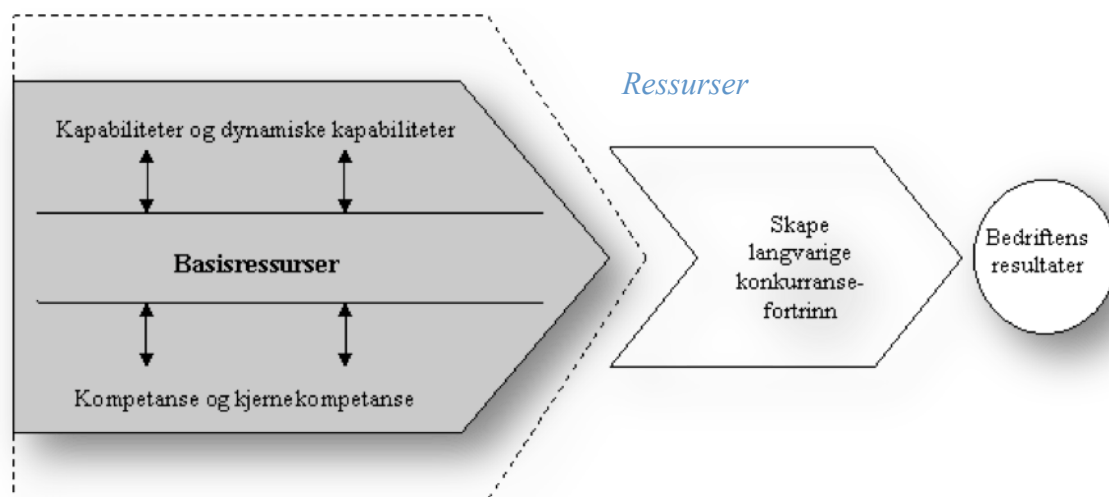 Ressurser
Kapabiliteter og dynamiske kapabiliteter
Basisressurser
Kompetanse og kjernekompetanse
Skape
langvarige
konkurranse-
fortrinn
Bedriftens
resultater